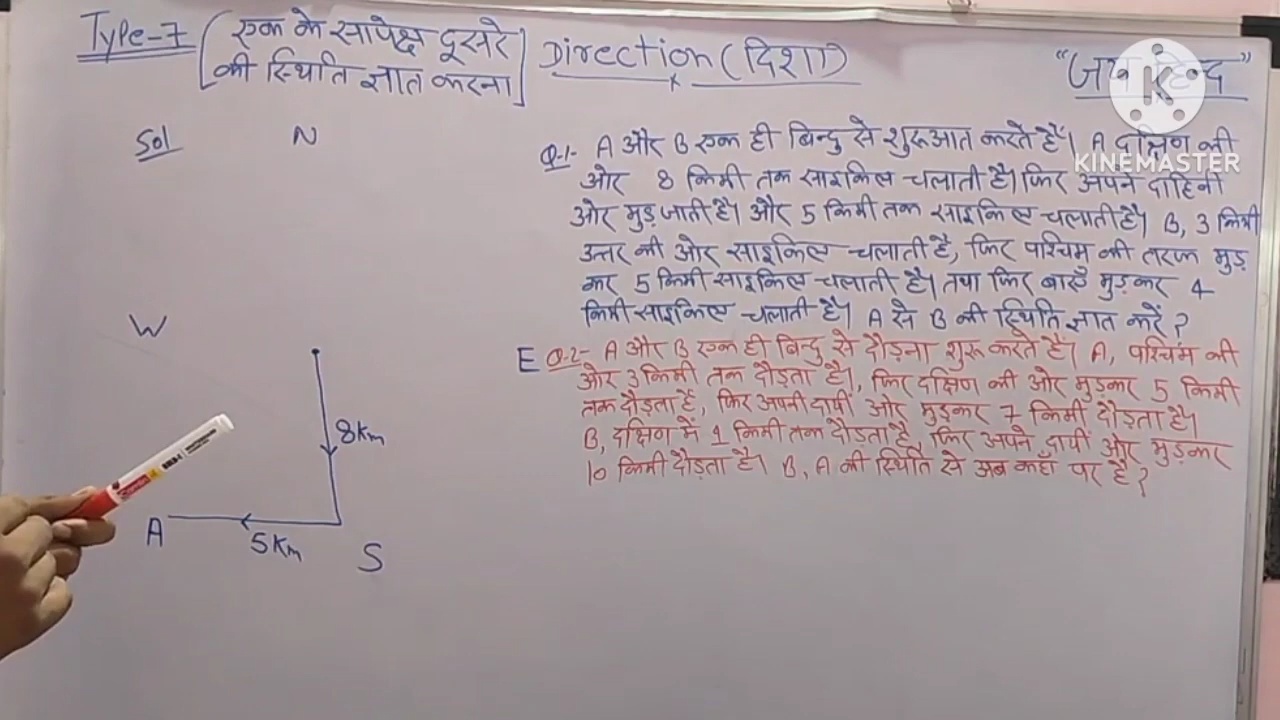 Type-7 (एक के सापेक्ष दूसरे
की स्थिति ज्ञात करना)
Direction (दिशा)
K
KINEMASTER
Sol
N
W
E
8Km
A
5Km
S
Q-1- A और B एक ही बिन्दु से शुरूआत करते हैं। A दक्षिण की
ओर 8 किमी तक साइकिल चलाती है। फिर अपने दाहिनी
ओर मुड़ जाती है। और 5 किमी तक साइकिल चलाती है। B, 3 किमी
उत्तर की ओर साइकिल चलाती है, फिर पश्चिम की तरफ मुड़
कर 5 किमी साइकिल चलाती है। तथा फिर बाएँ मुड़कर 4
किमी साइकिल चलाती है। A से B की स्थिति ज्ञात करें?
Q-2- A और B एक ही बिन्दु से दौड़ना शुरू करते हैं। A, पश्चिम की
ओर 3 किमी तक दौड़ता है, फिर दक्षिण की ओर मुड़कर 5 किमी
तक दौड़ता है, फिर अपनी दायीं ओर मुड़कर 7 किमी दौड़ता है।
B, दक्षिण में 1 किमी तक दौड़ता है, फिर अपने दायीं ओर मुड़कर
10 किमी दौड़ता है। B, A की स्थिति से अब कहाँ पर है?